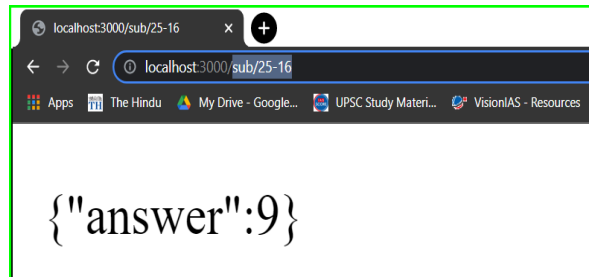 localhost:3000/sub/25-16
localhost:3000/sub/25-16
Apps The Hindu My Drive - Google... UPSC Study Materi... VisionIAS - Resources
{"answer":9}